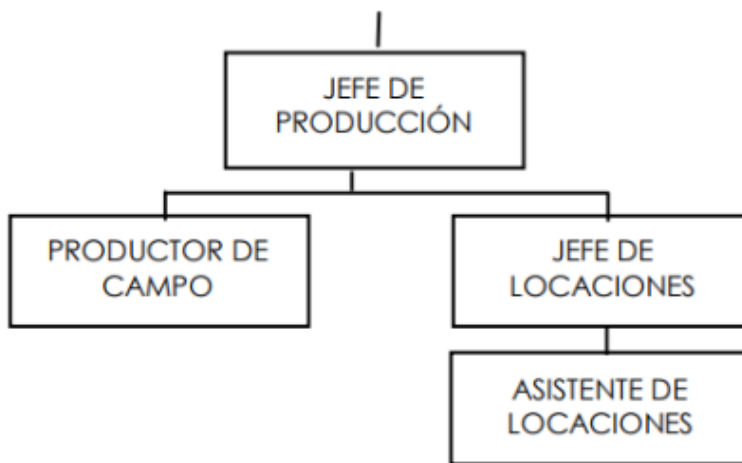 JEFE DE
PRODUCCIÓN
PRODUCTOR DE
CAMPO
JEFE DE
LOCACIONES
ASISTENTE DE
LOCACIONES